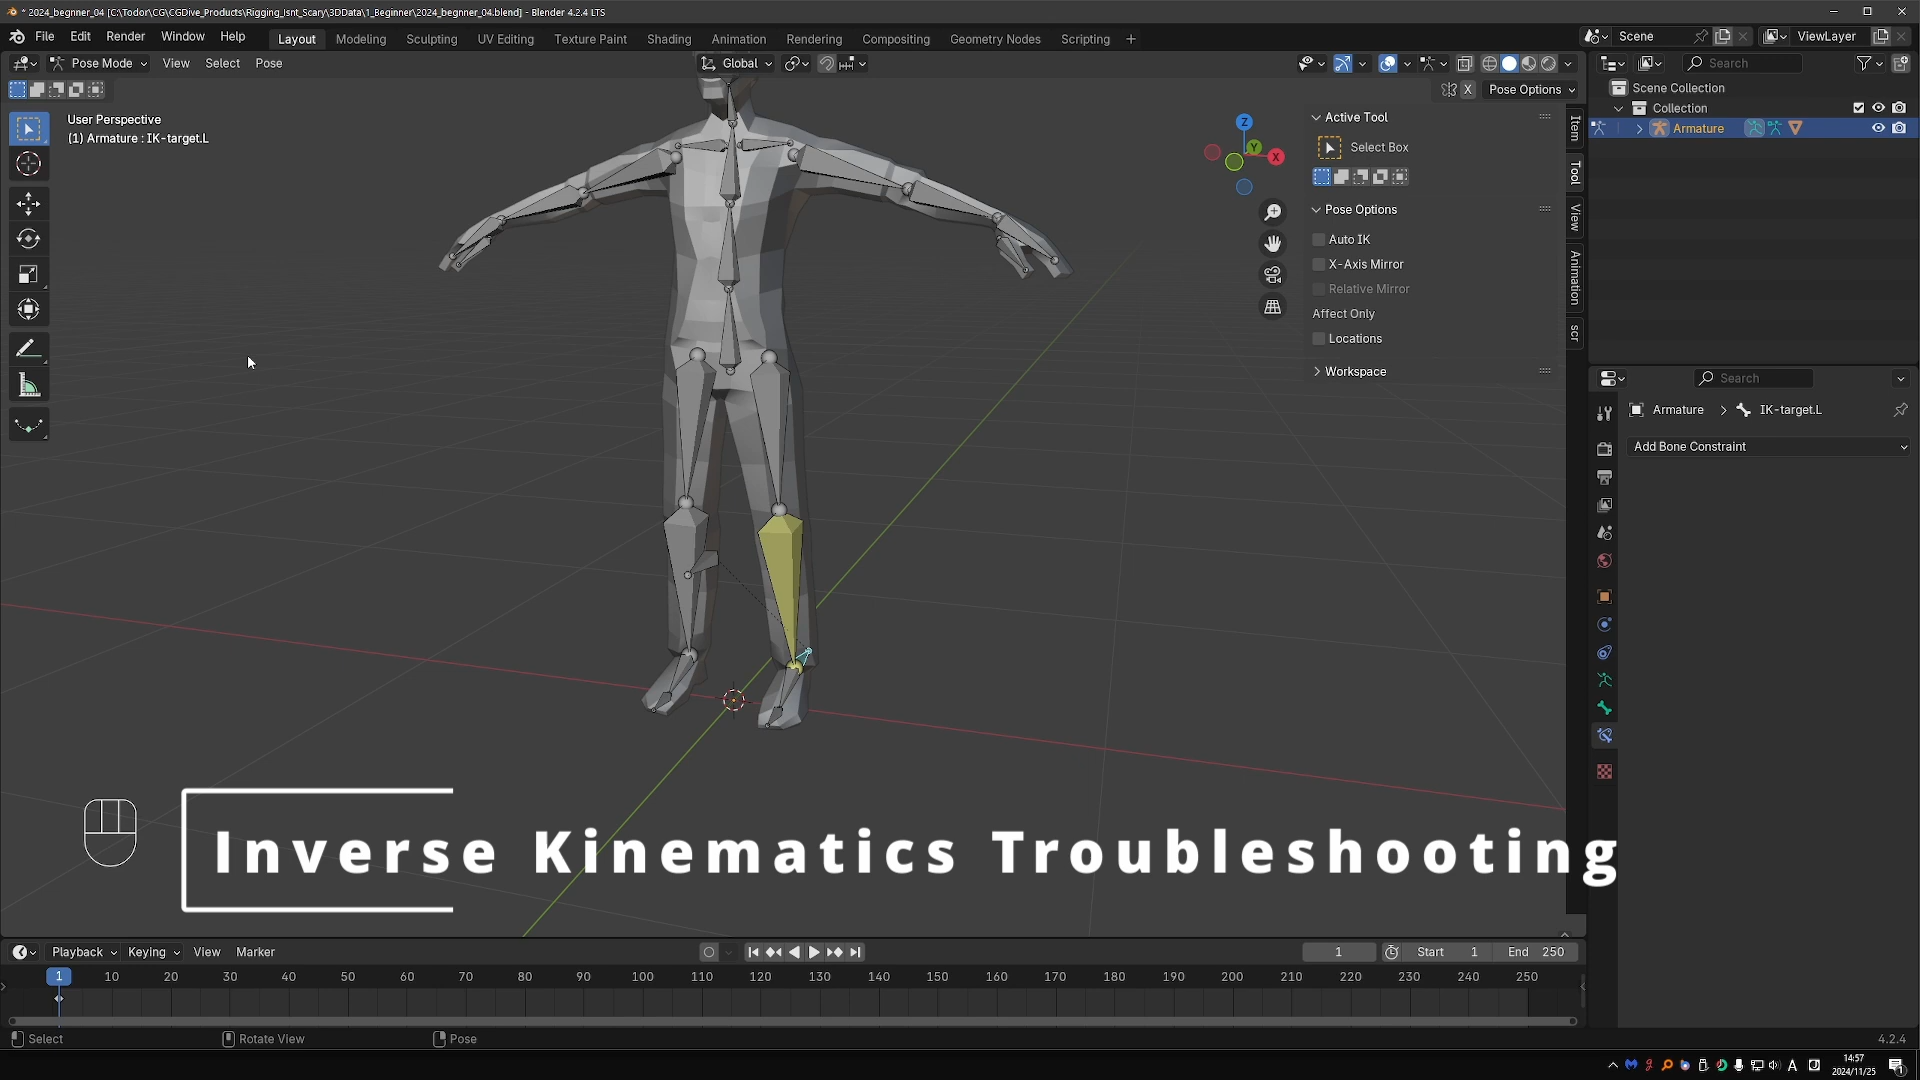 * 2024_begnner_04 [C:\Todor\CG\CGDive_Products\Rigging_Isnt_Scary\3DData\1_Beginner\2024_begnner_04.blend] - Blender 4.2.4 LTS
File Edit Render Window Help Layout Modeling Sculpting UV Editing Texture Paint Shading Animation Rendering Compositing Geometry Nodes Scripting + Scene ViewLayer
Pose Mode View Select Pose Global Search
X Pose Options
Scene Collection
Collection
Armature
User Perspective
(1) Armature : IK-target.L
Z
Y
X
Active Tool
Select Box
Pose Options
Auto IK
X-Axis Mirror
Relative Mirror
Affect Only
Locations
Workspace
Item
Tool
View
Animation
scr
Search
Armature > IK-target.L
Add Bone Constraint
Inverse Kinematics Troubleshooting
Playback Keying View Marker 1 Start 1 End 250
1 10 20 30 40 50 60 70 80 90 100 110 120 130 140 150 160 170 180 190 200 210 220 230 240 250
Select Rotate View Pose 4.2.4
A 14:57
2024/11/25
1